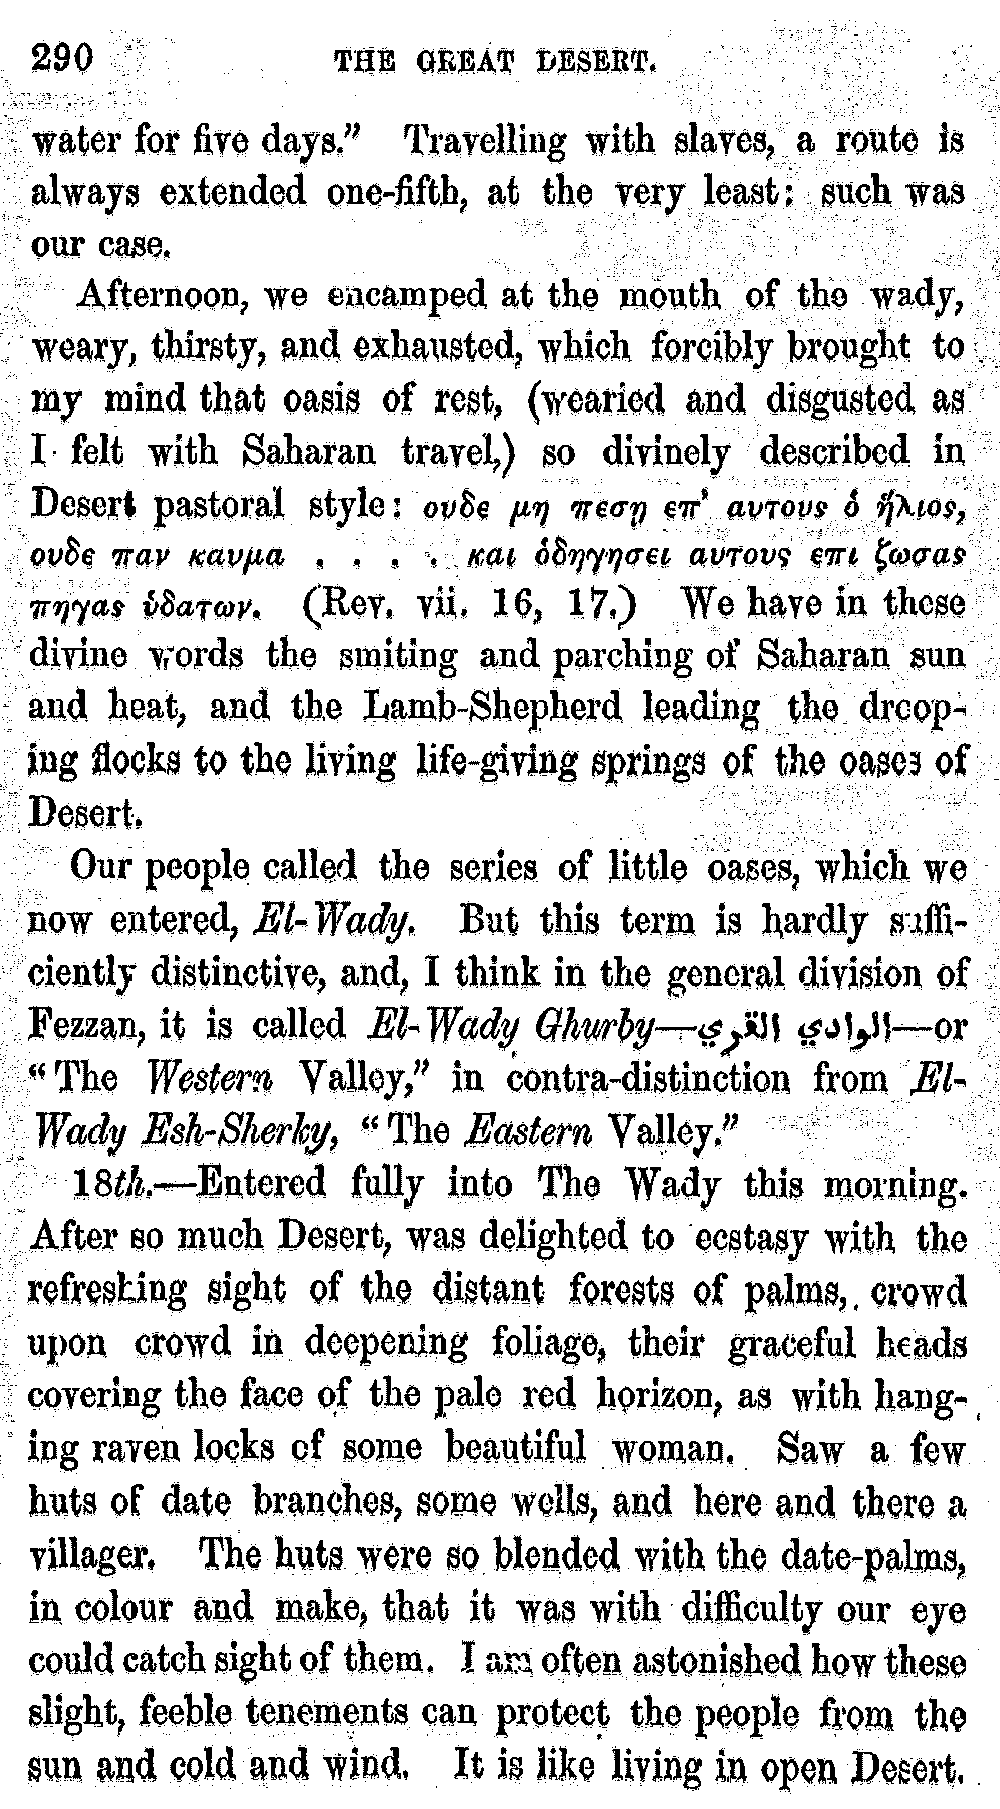 290 THE GREAT DESERT.
water for five days." Travelling with slaves, a route is
always extended one-fifth, at the very least: such was
our case.
Afternoon, we encamped at the mouth of the wady,
weary, thirsty, and exhausted, which forcibly brought to
my mind that oasis of rest, (wearied and disgusted as
I felt with Saharan travel,) so divinely described in
Desert pastoral style: ουδε μη πεση επ' αυτους ὁ ἥλιος,
ουδε παν καυμα . . . . και ὁδηγησει αυτους επι ζωσας
πηγας ὑδατων. (Rev. vii. 16, 17.) We have in these
divine words the smiting and parching of Saharan sun
and heat, and the Lamb-Shepherd leading the droop-
ing flocks to the living life-giving springs of the oases of
Desert.
Our people called the series of little oases, which we
now entered, El-Wady. But this term is hardly suffi-
ciently distinctive, and, I think in the general division of
Fezzan, it is called El-Wady Ghurby—الوادي الغربي—or
"The Western Valley," in contra-distinction from El-
Wady Esh-Sherky, "The Eastern Valley."
18th.—Entered fully into The Wady this morning.
After so much Desert, was delighted to ecstasy with the
refreshing sight of the distant forests of palms, crowd
upon crowd in deepening foliage, their graceful heads
covering the face of the pale red horizon, as with hang-
ing raven locks of some beautiful woman. Saw a few
huts of date branches, some wells, and here and there a
villager. The huts were so blended with the date-palms,
in colour and make, that it was with difficulty our eye
could catch sight of them. I am often astonished how these
slight, feeble tenements can protect the people from the
sun and cold and wind. It is like living in open Desert.